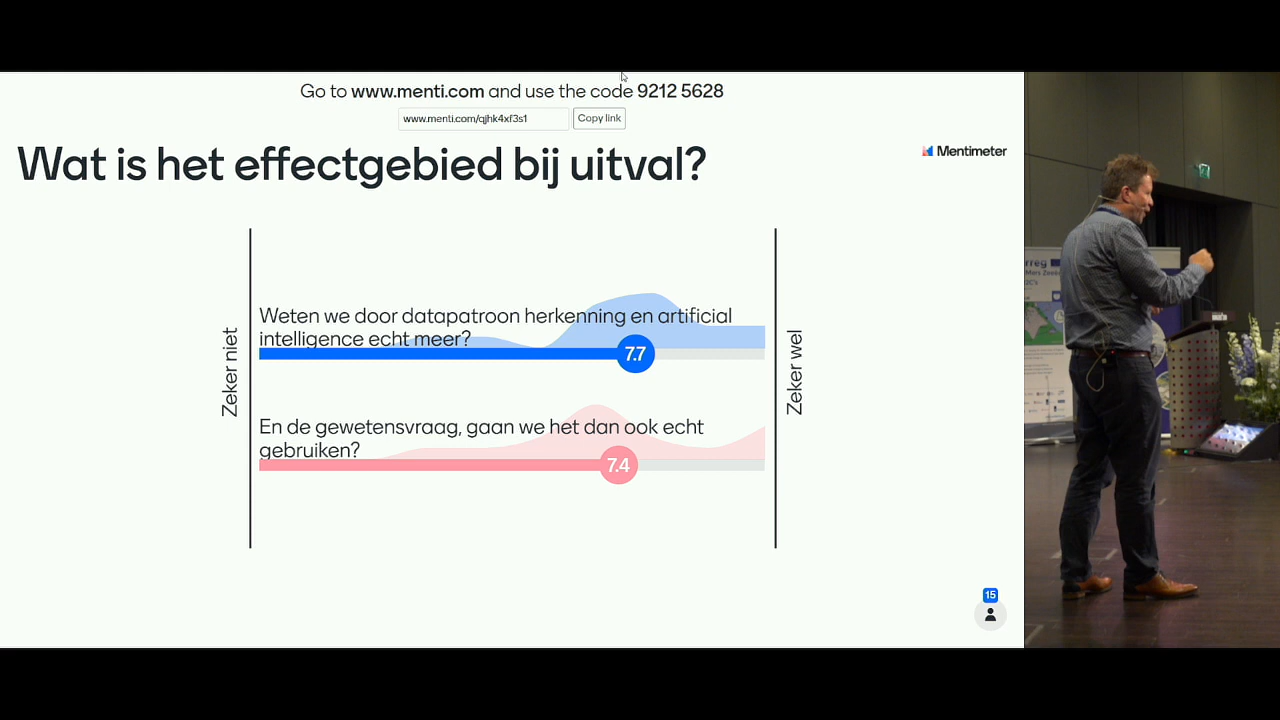 Go to www.menti.com and use the code 9212 5628
www.menti.com/qjhk4xf3s1
Copy link
Wat is het effectgebied bij uitval?
Mentimeter
Zeker niet
Weten we door datapatroon herkenning en artificial
intelligence echt meer?
7.7
En de gewetensvraag, gaan we het dan ook echt
gebruiken?
7.4
Zeker wel
15